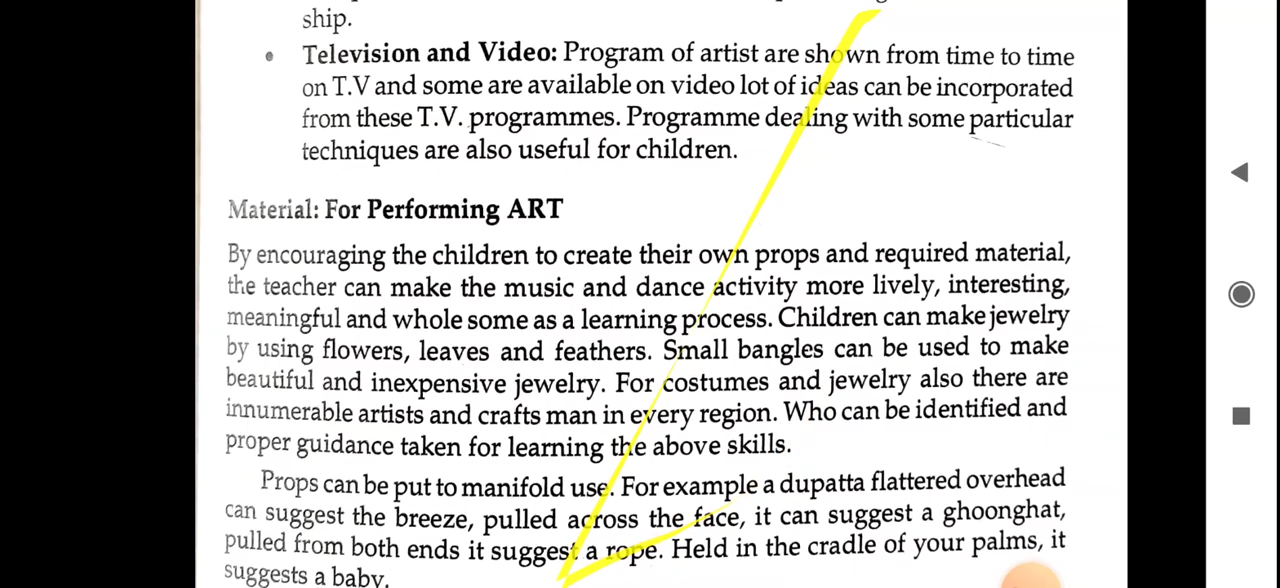 ship.
• Television and Video: Program of artist are shown from time to time
on T.V and some are available on video lot of ideas can be incorporated
from these T.V. programmes. Programme dealing with some particular
techniques are also useful for children.
Material: For Performing ART
By encouraging the children to create their own props and required material,
the teacher can make the music and dance activity more lively, interesting,
meaningful and whole some as a learning process. Children can make jewelry
by using flowers, leaves and feathers. Small bangles can be used to make
beautiful and inexpensive jewelry. For costumes and jewelry also there are
innumerable artists and crafts man in every region. Who can be identified and
proper guidance taken for learning the above skills.
Props can be put to manifold use. For example a dupatta flattered overhead
can suggest the breeze, pulled across the face, it can suggest a ghoonghat,
pulled from both ends it suggest a rope. Held in the cradle of your palms, it
suggests a baby.